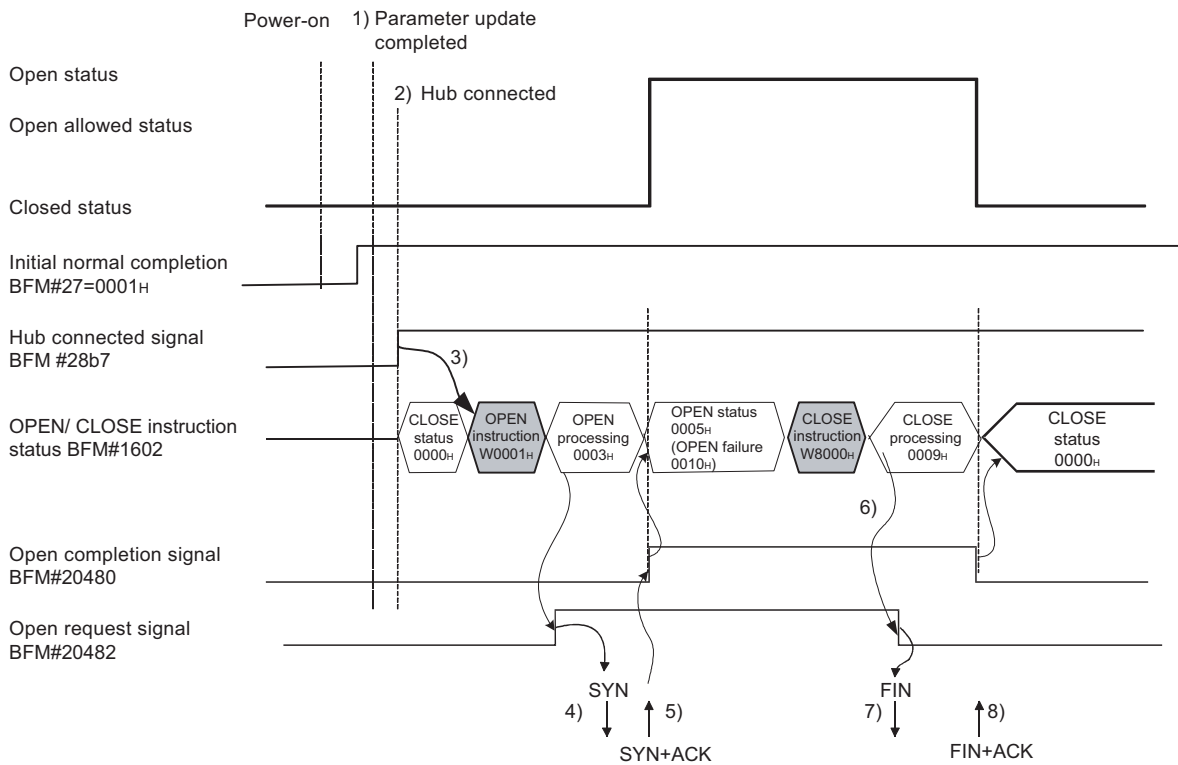 Power-on
1) Parameter update
completed
Open status
2) Hub connected
Open allowed status
Closed status
Initial normal completion
BFM#27=0001H
Hub connected signal
BFM #28b7
3)
OPEN/ CLOSE instruction
status BFM#1602
CLOSE
status
0000H
OPEN
instruction
W0001H
OPEN
processing
0003H
OPEN status
0005H
(OPEN failure
0010H)
CLOSE
instruction
W8000H
CLOSE
processing
0009H
CLOSE
status
0000H
6)
Open completion signal
BFM#20480
Open request signal
BFM#20482
SYN
4)
5)
SYN+ACK
FIN
7)
8)
FIN+ACK